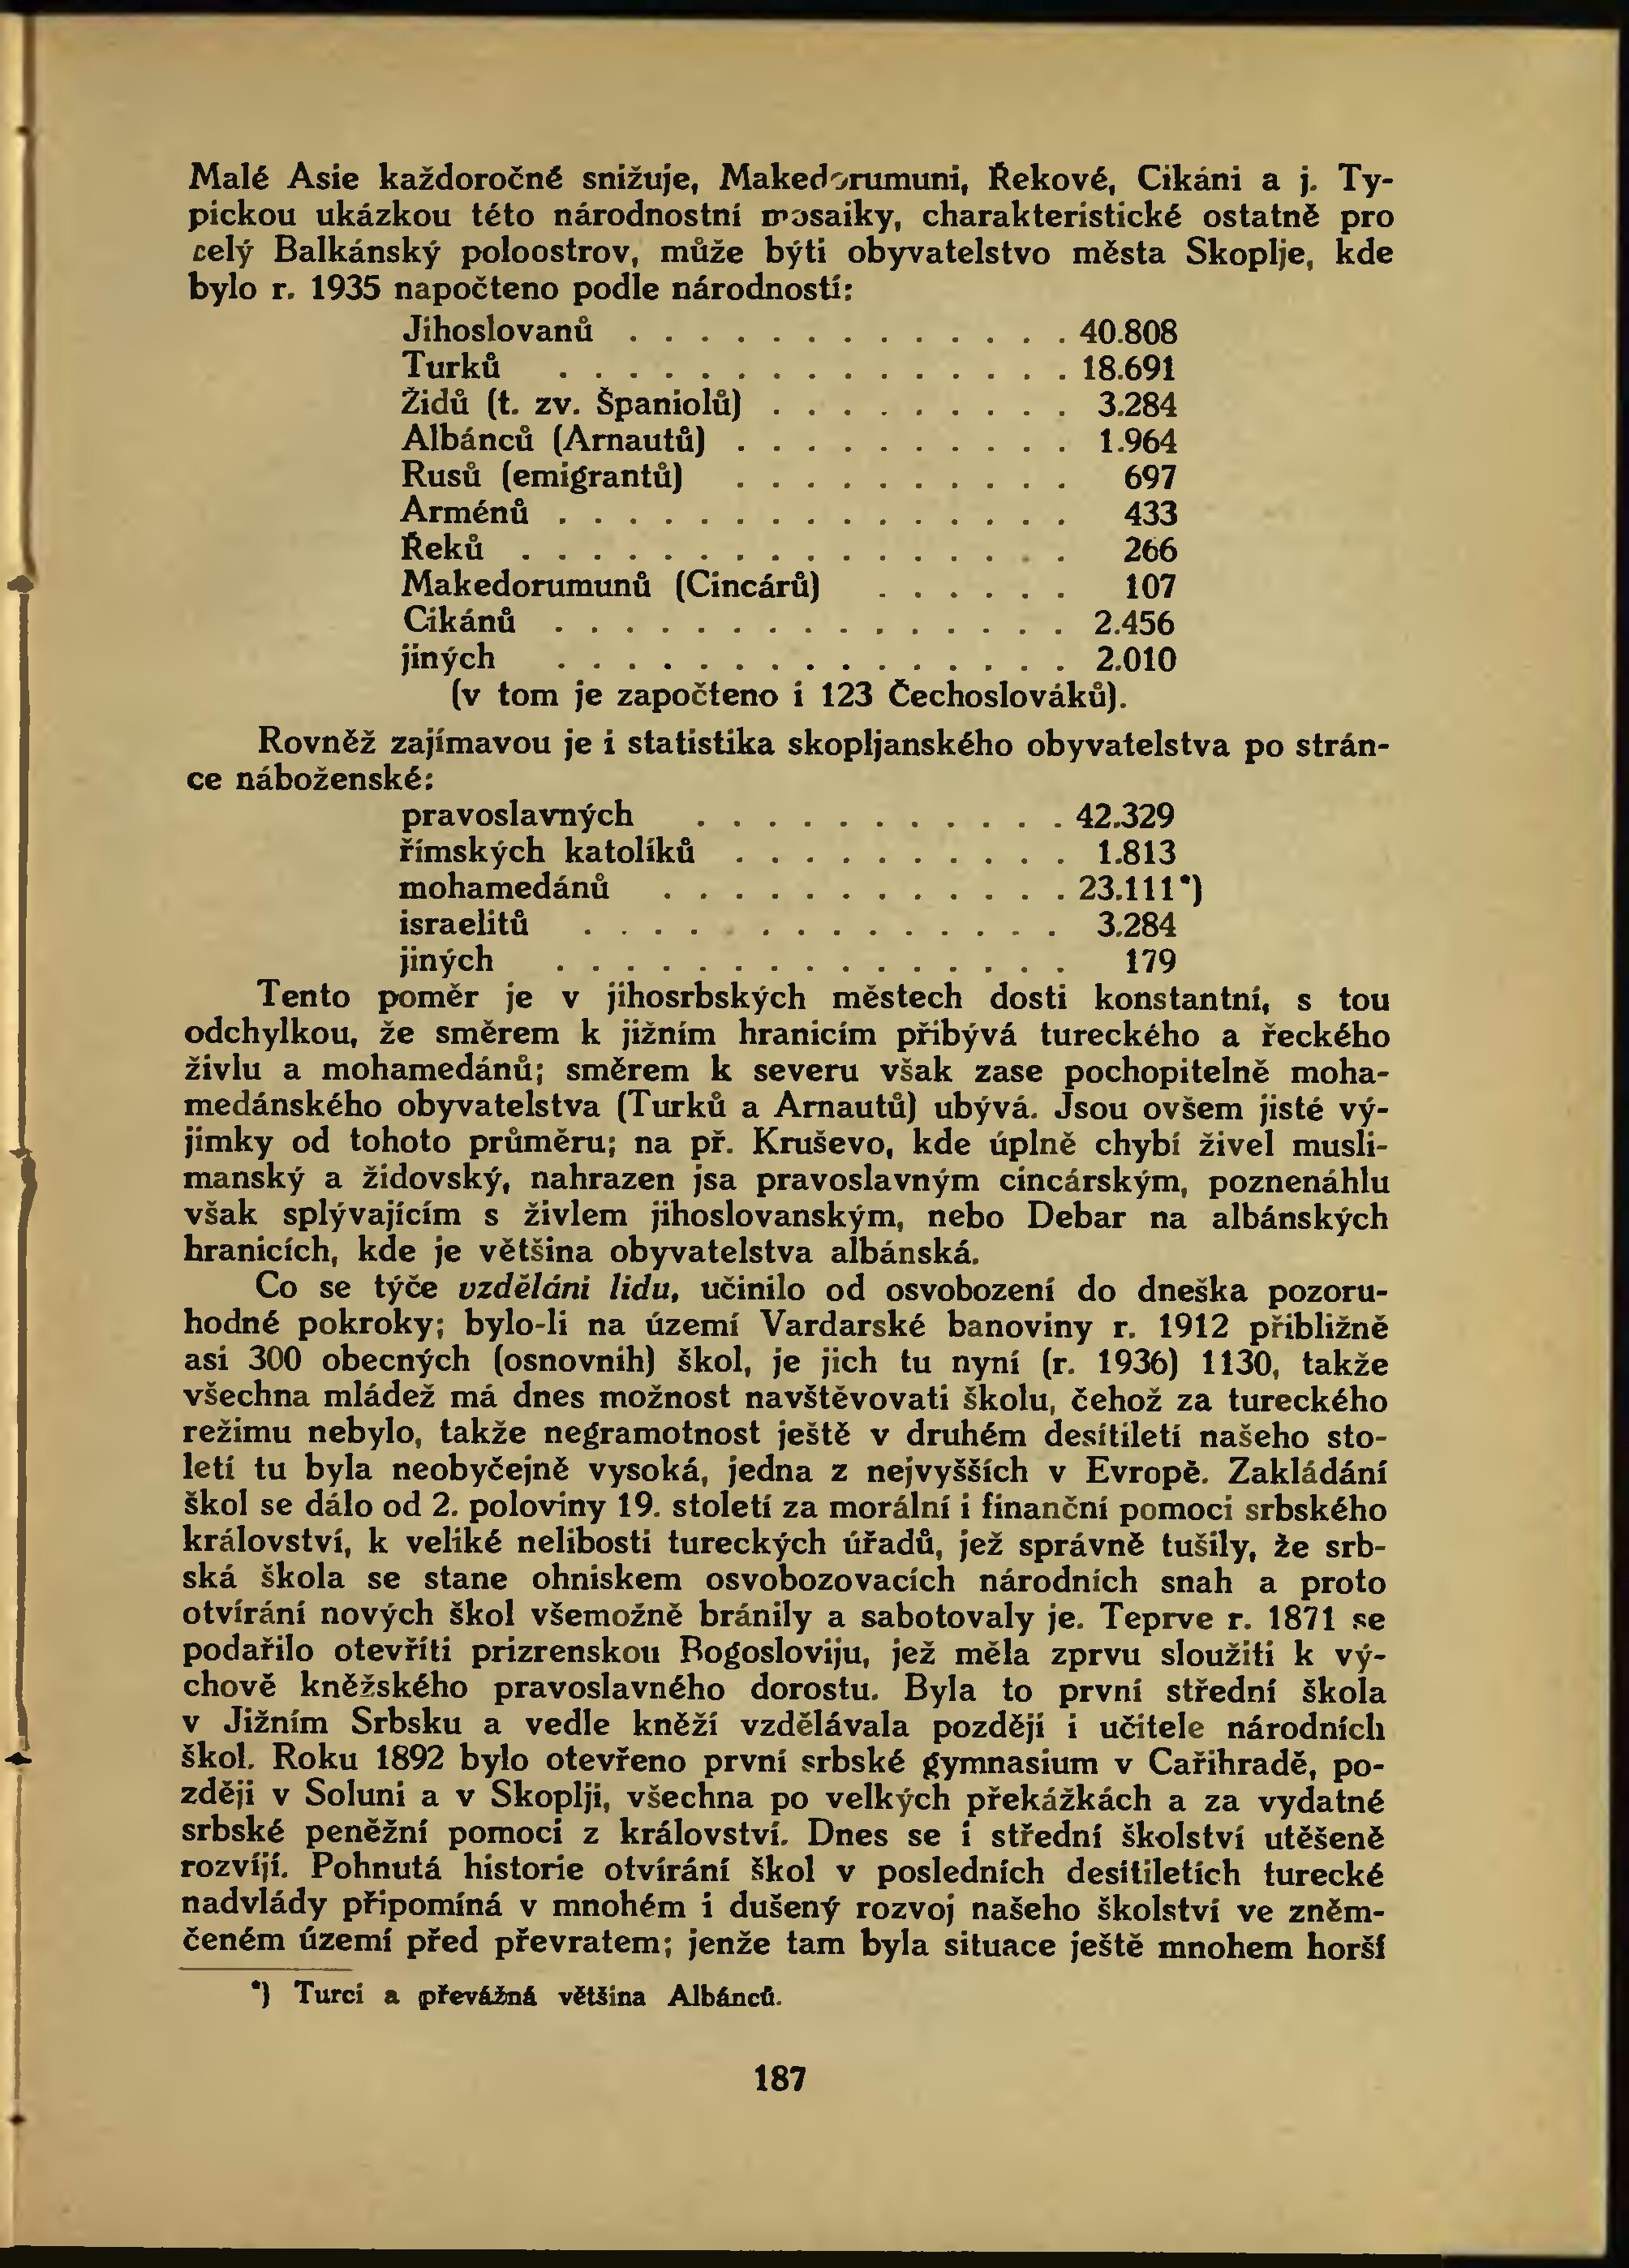 Malé Asie každoročné snižuje, Makedorumuni, Řekové, Cikáni a j. Ty-
pickou ukázkou této národnostní mosaiky, charakteristické ostatně pro
celý Balkánský poloostrov, může býti obyvatelstvo města Skoplje, kde
bylo r. 1935 napočteno podle národností:
Jihoslovanů . . . . . . . . . . . . . 40.808
Turků . . . . . . . . . . . . . . . 18.691
Židů (t. zv. Španiolů) . . . . . . . . . 3.284
Albánců (Arnautů) . . . . . . . . . . 1.964
Rusů (emigrantů) . . . . . . . . . . 697
Arménů . . . . . . . . . . . . . . . 433
Řeků . . . . . . . . . . . . . . . . 266
Makedorumunů (Cincárů) . . . . . . 107
Cikánů . . . . . . . . . . . . . . . 2.456
jiných . . . . . . . . . . . . . . . 2.010
(v tom je započteno i 123 Čechoslováků).
Rovněž zajímavou je i statistika skopljanského obyvatelstva po strán-
ce náboženské:
pravoslavných . . . . . . . . . . . 42.329
římských katolíků . . . . . . . . . . 1.813
mohamedánů . . . . . . . . . . . . 23.111*)
israelitů . . . . . . . . . . . . . . 3.284
jiných . . . . . . . . . . . . . . . 179
Tento poměr je v jihosrbských městech dosti konstantní, s tou
odchylkou, že směrem k jižním hranicím přibývá tureckého a řeckého
živlu a mohamedánů; směrem k severu však zase pochopitelně moha-
medánského obyvatelstva (Turků a Arnautů) ubývá. Jsou ovšem jisté vý-
jimky od tohoto průměru; na př. Kruševo, kde úplně chybí živel musli-
manský a židovský, nahrazen jsa pravoslavným cincárským, poznenáhlu
však splývajícím s živlem jihoslovanským, nebo Debar na albánských
hranicích, kde je většina obyvatelstva albánská.
Co se týče vzdělání lidu, učinilo od osvobození do dneška pozoru-
hodné pokroky; bylo-li na území Vardarské banoviny r. 1912 přibližně
asi 300 obecných (osnovnih) škol, je jich tu nyní (r. 1936) 1130, takže
všechna mládež má dnes možnost navštěvovati školu, čehož za tureckého
režimu nebylo, takže negramotnost ještě v druhém desítiletí našeho sto-
letí tu byla neobyčejně vysoká, jedna z nejvyšších v Evropě. Zakládání
škol se dálo od 2. poloviny 19. století za morální i finanční pomoci srbského
království, k veliké nelibosti tureckých úřadů, jež správně tušily, že srb-
ská škola se stane ohniskem osvobozovacích národních snah a proto
otvírání nových škol všemožně bránily a sabotovaly je. Teprve r. 1871 se
podařilo otevříti prizrenskou Bogosloviju, jež měla zprvu sloužiti k vý-
chově kněžského pravoslavného dorostu. Byla to první střední škola
v Jižním Srbsku a vedle kněží vzdělávala později i učitele národních
škol. Roku 1892 bylo otevřeno první srbské gymnasium v Cařihradě, po-
zději v Soluni a v Skoplji, všechna po velkých překážkách a za vydatné
srbské peněžní pomoci z království. Dnes se i střední školství utěšeně
rozvíjí. Pohnutá historie otvírání škol v posledních desítiletích turecké
nadvlády připomíná v mnohém i dušený rozvoj našeho školství ve zněm-
čeném území před převratem; jenže tam byla situace ještě mnohem horší
*) Turci a převážná většina Albánců.
187